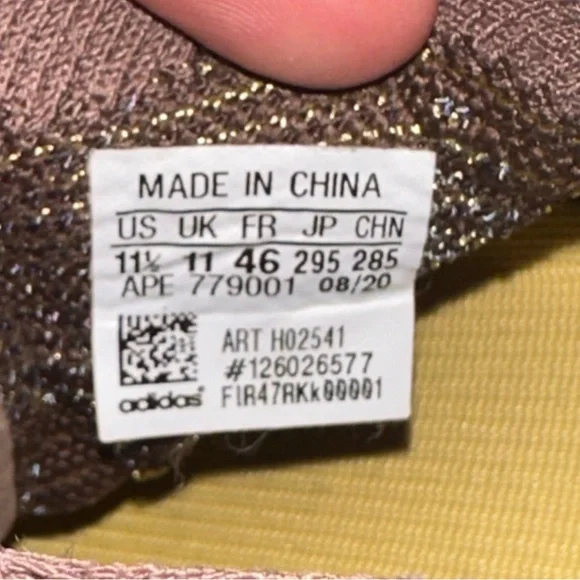 MADE IN CHINA
US UK FR JP CHN
11½ 11 46 295 285
APE 779001 08/20
ART H02541
#126026577
adidas FIR47RKk00001